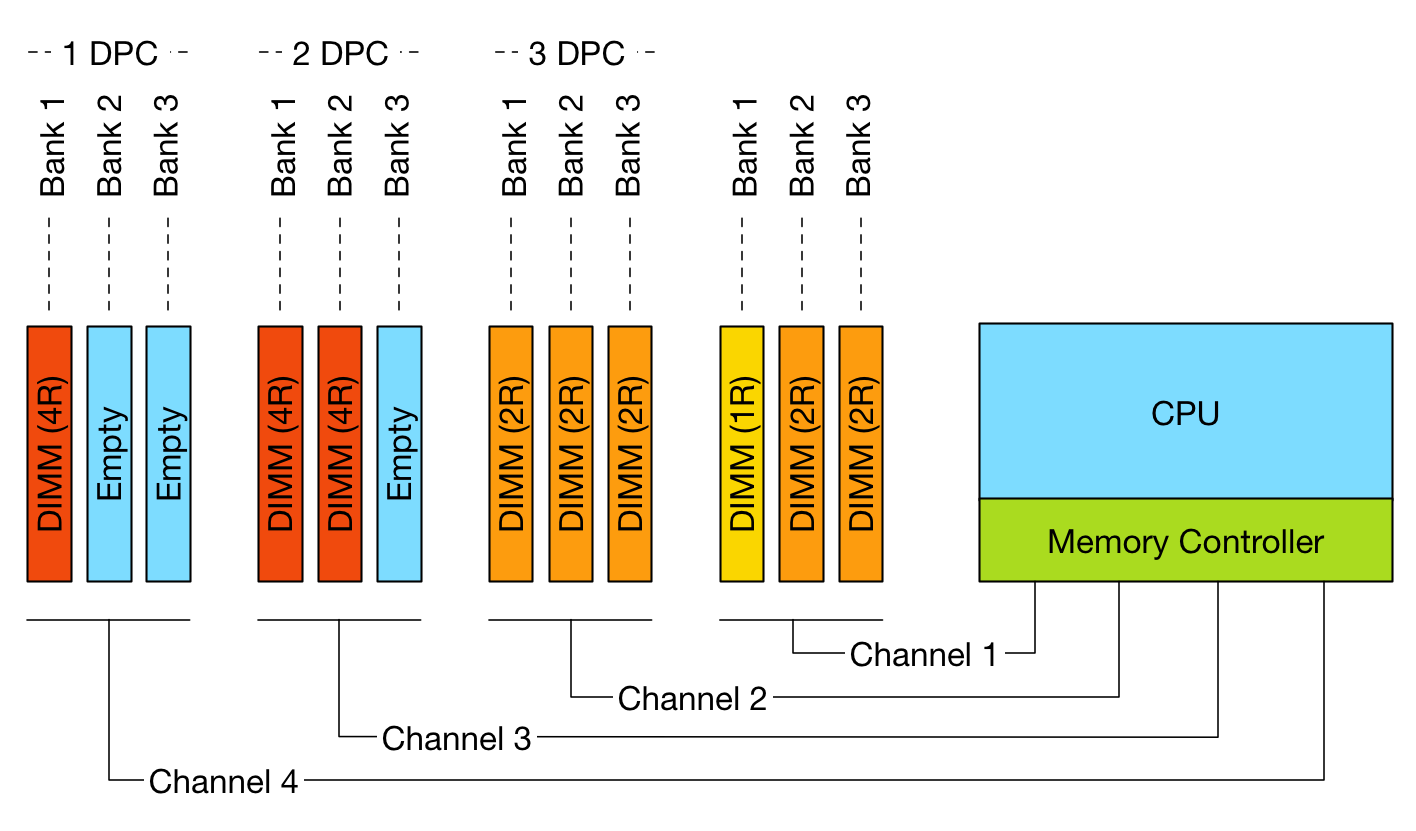 1 DPC
2 DPC
3 DPC
Bank 1
Bank 2
Bank 3
Bank 1
Bank 2
Bank 3
Bank 1
Bank 2
Bank 3
Bank 1
Bank 2
Bank 3
DIMM (4R)
Empty
Empty
DIMM (4R)
DIMM (4R)
Empty
DIMM (2R)
DIMM (2R)
DIMM (2R)
DIMM (1R)
DIMM (2R)
DIMM (2R)
CPU
Memory Controller
Channel 1
Channel 2
Channel 3
Channel 4